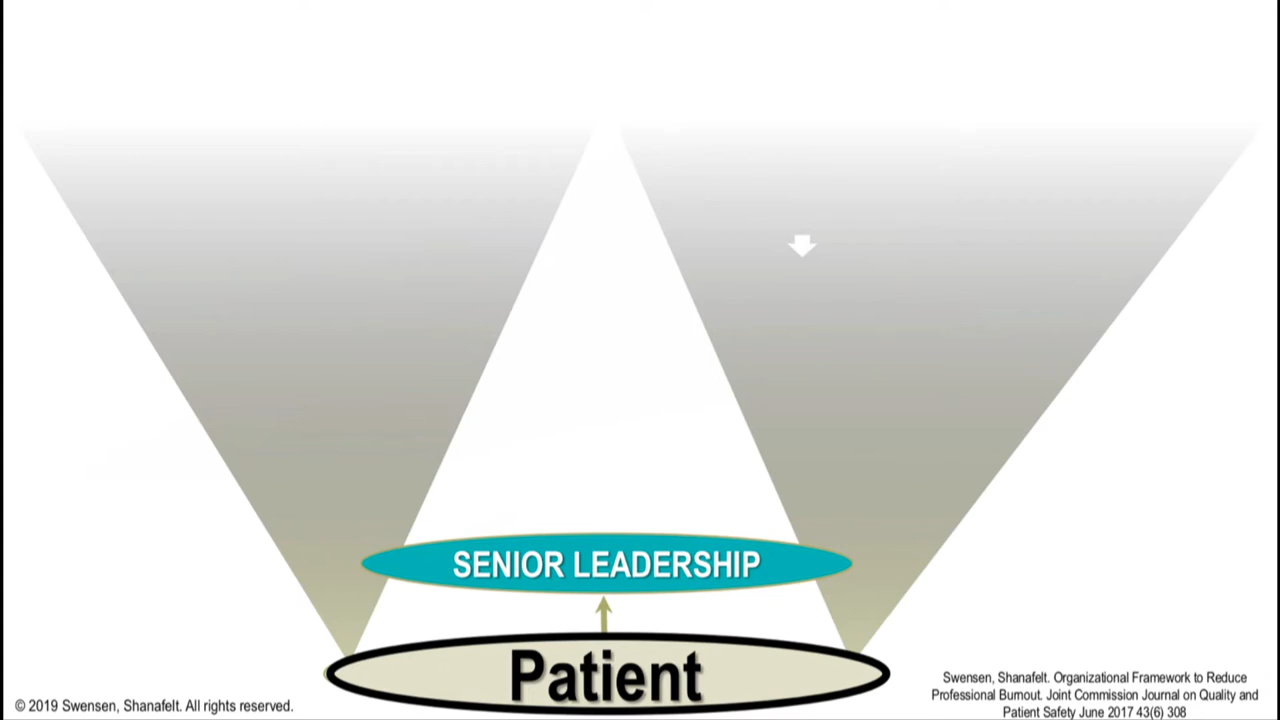 SENIOR LEADERSHIP
Patient
© 2019 Swensen, Shanafelt. All rights reserved.
Swensen, Shanafelt. Organizational Framework to Reduce
Professional Burnout. Joint Commission Journal on Quality and
Patient Safety June 2017 43(6) 308